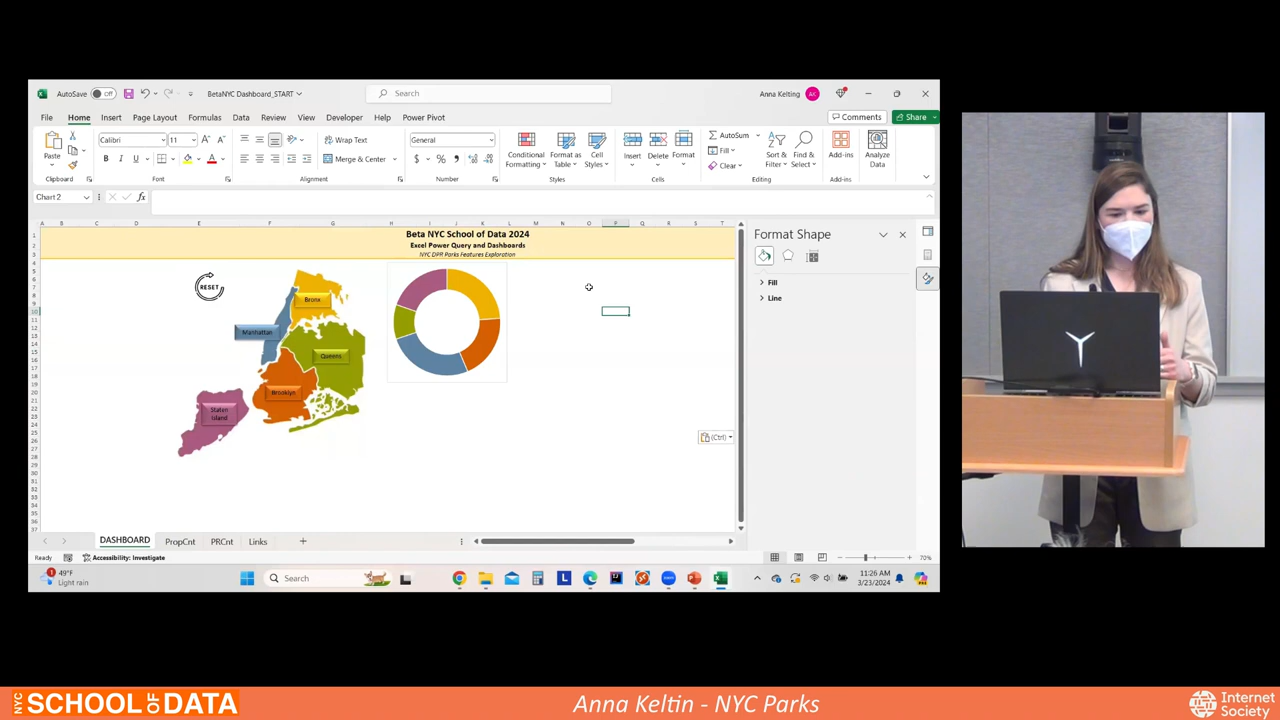 AutoSave Off
BetaNYC Dashboard_START
Search
Anna Kelting AK
File Home Insert Page Layout Formulas Data Review View Developer Help Power Pivot
Comments Share
Paste
Calibri 11
Wrap Text
General
Merge & Center
Conditional Formatting
Format as Table
Cell Styles
Insert Delete Format
AutoSum
Fill
Clear
Sort & Filter
Find & Select
Add-ins
Analyze Data
Clipboard Font Alignment Number Styles Cells Editing Add-ins
Chart 2 fx
A B C D E F G H I J K L M N O P Q R S T
Beta NYC School of Data 2024
Excel Power Query and Dashboards
NYC DPR Parks Features Exploration
RESET
Bronx
Manhattan
Queens
Brooklyn
Staten
Island
(Ctrl)
Format Shape
Fill
Line
DASHBOARD PropCnt PRCnt Links
Ready Accessibility: Investigate 70%
49°F
Light rain
Search
11:26 AM
3/23/2024
NYC SCHOOL OF DATA
Anna Keltin - NYC Parks
Internet
Society